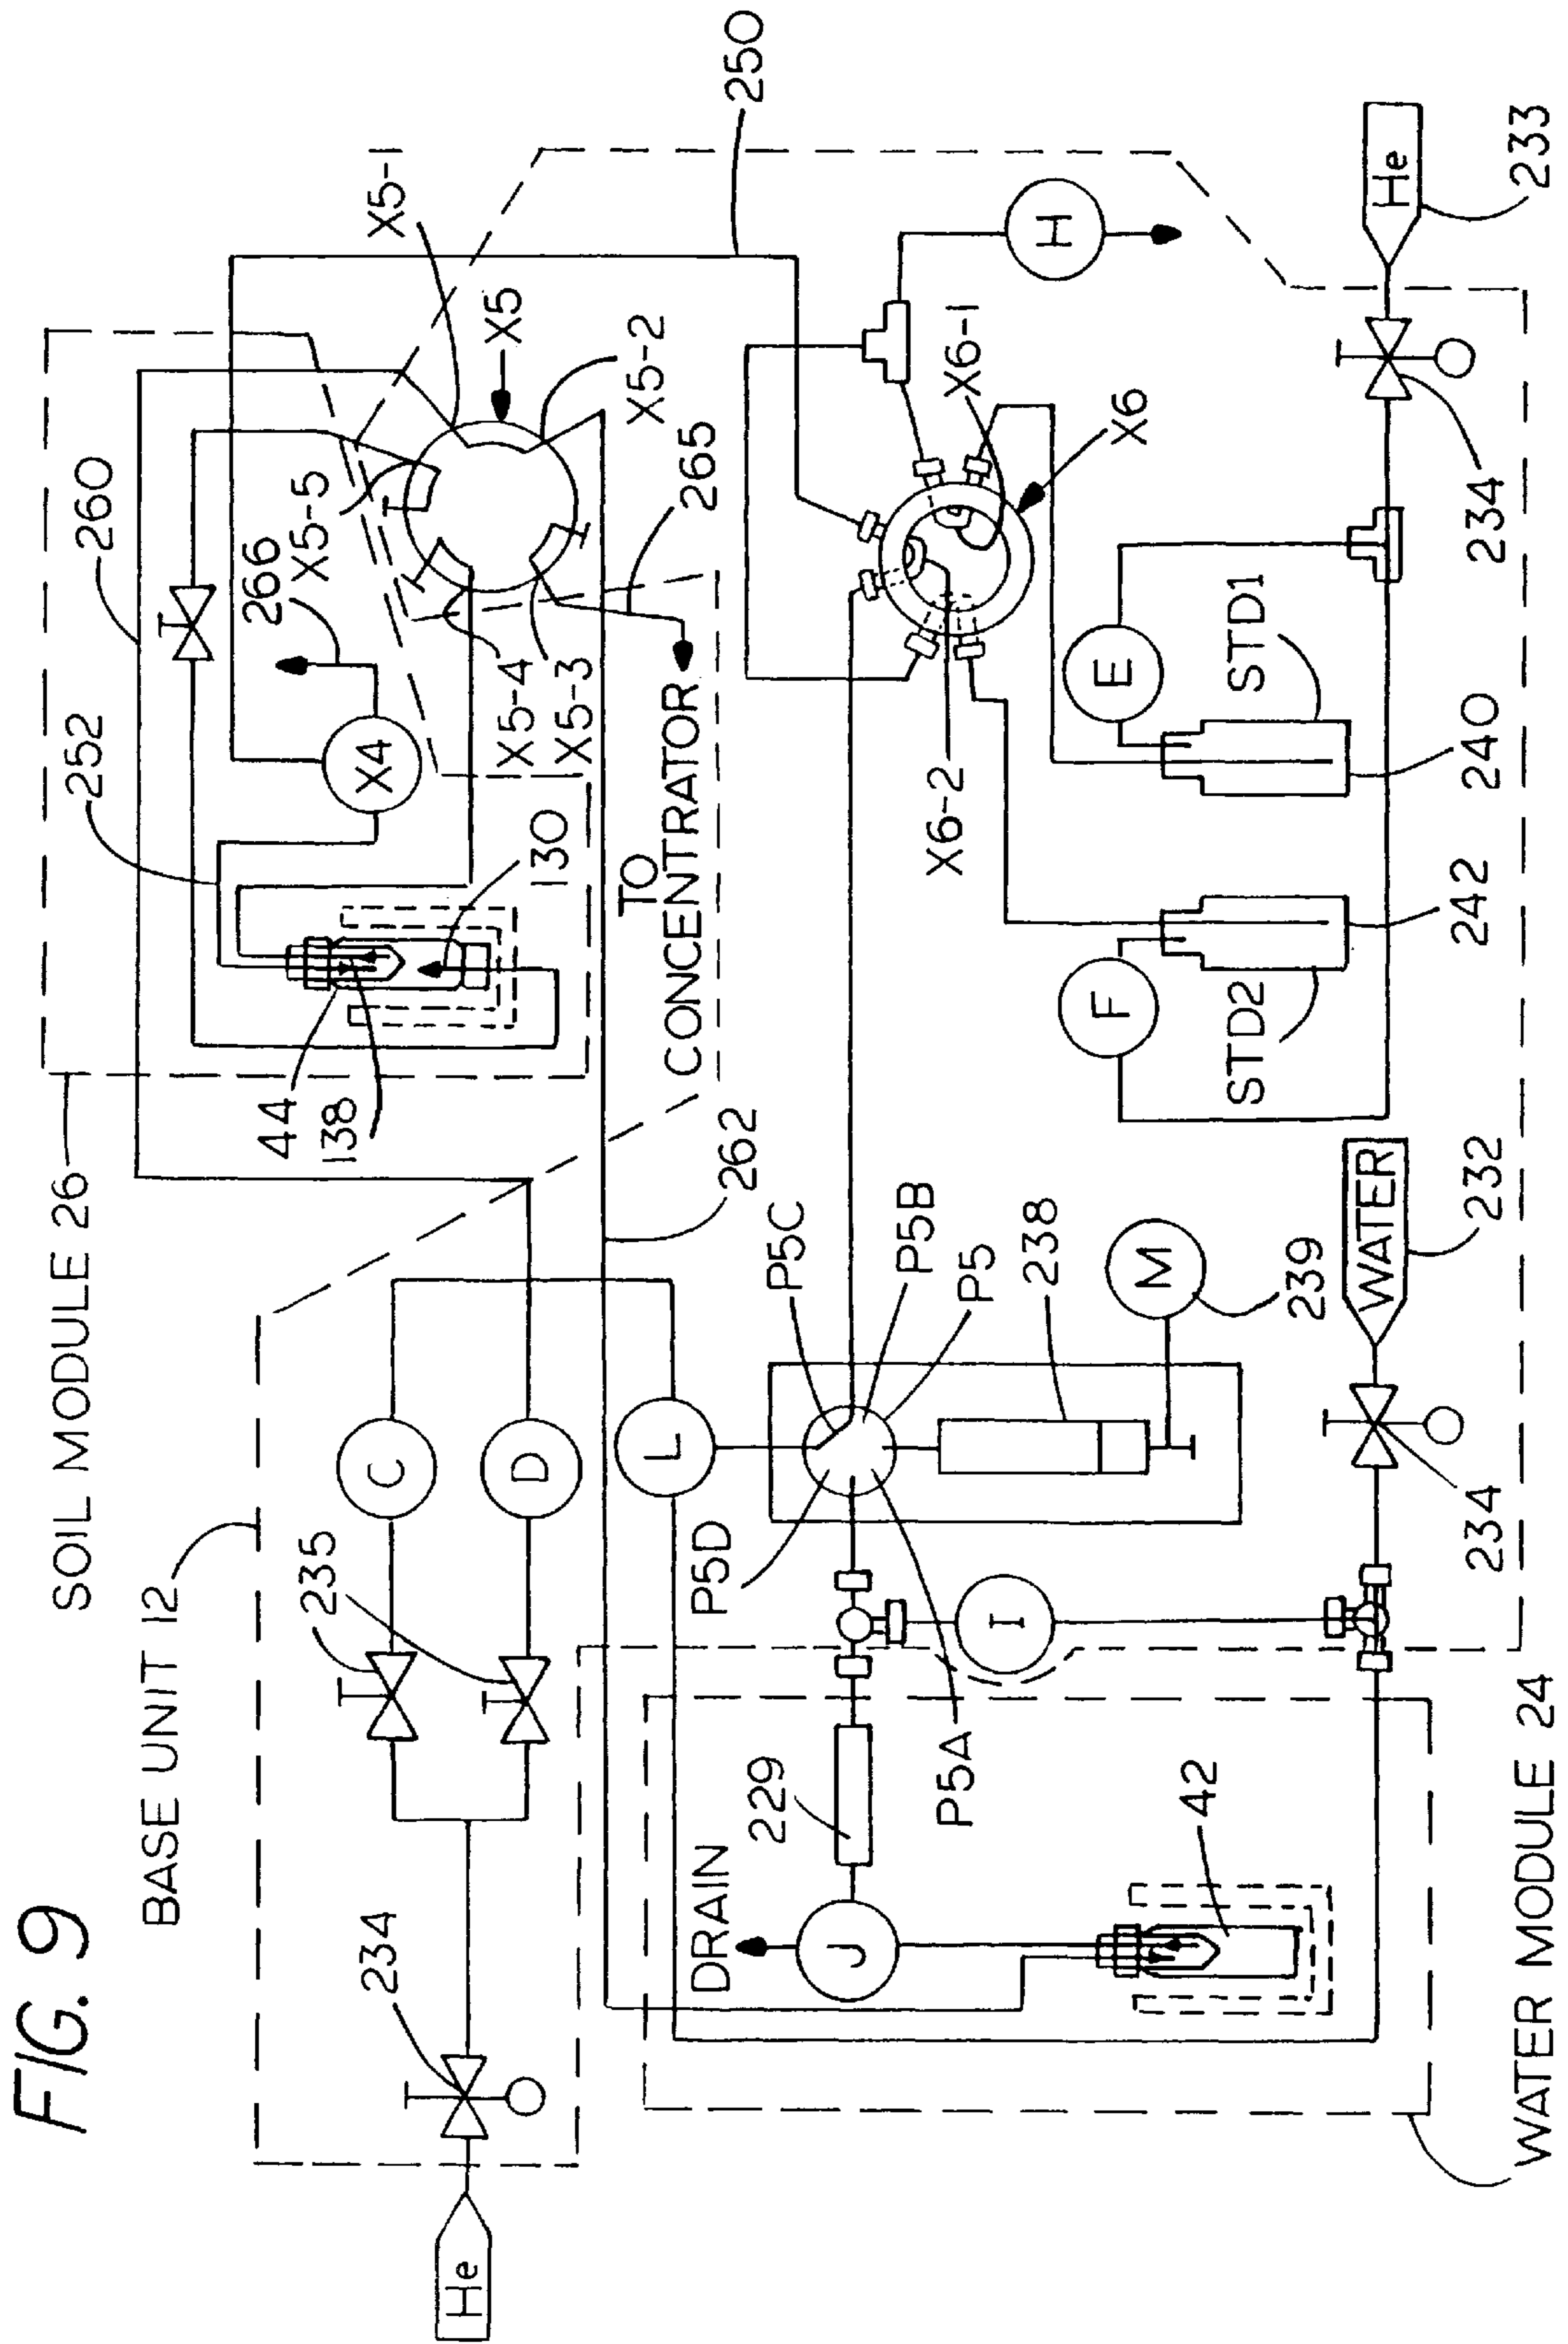 FIG. 9
SOIL MODULE 26
BASE UNIT 12
WATER MODULE 24
He
234
235
C
D
L
252
260
266
X5-5
X5-1
X5
X5-2
X5-4
X5-3
X4
44
138
130
TO
CONCENTRATOR
265
262
250
DRAIN
J
229
42
I
P5D
P5A
P5C
P5B
P5
238
M
239
WATER
232
234
X6-2
X6-1
X6
H
F
E
STD2
STD1
242
240
He
233
234